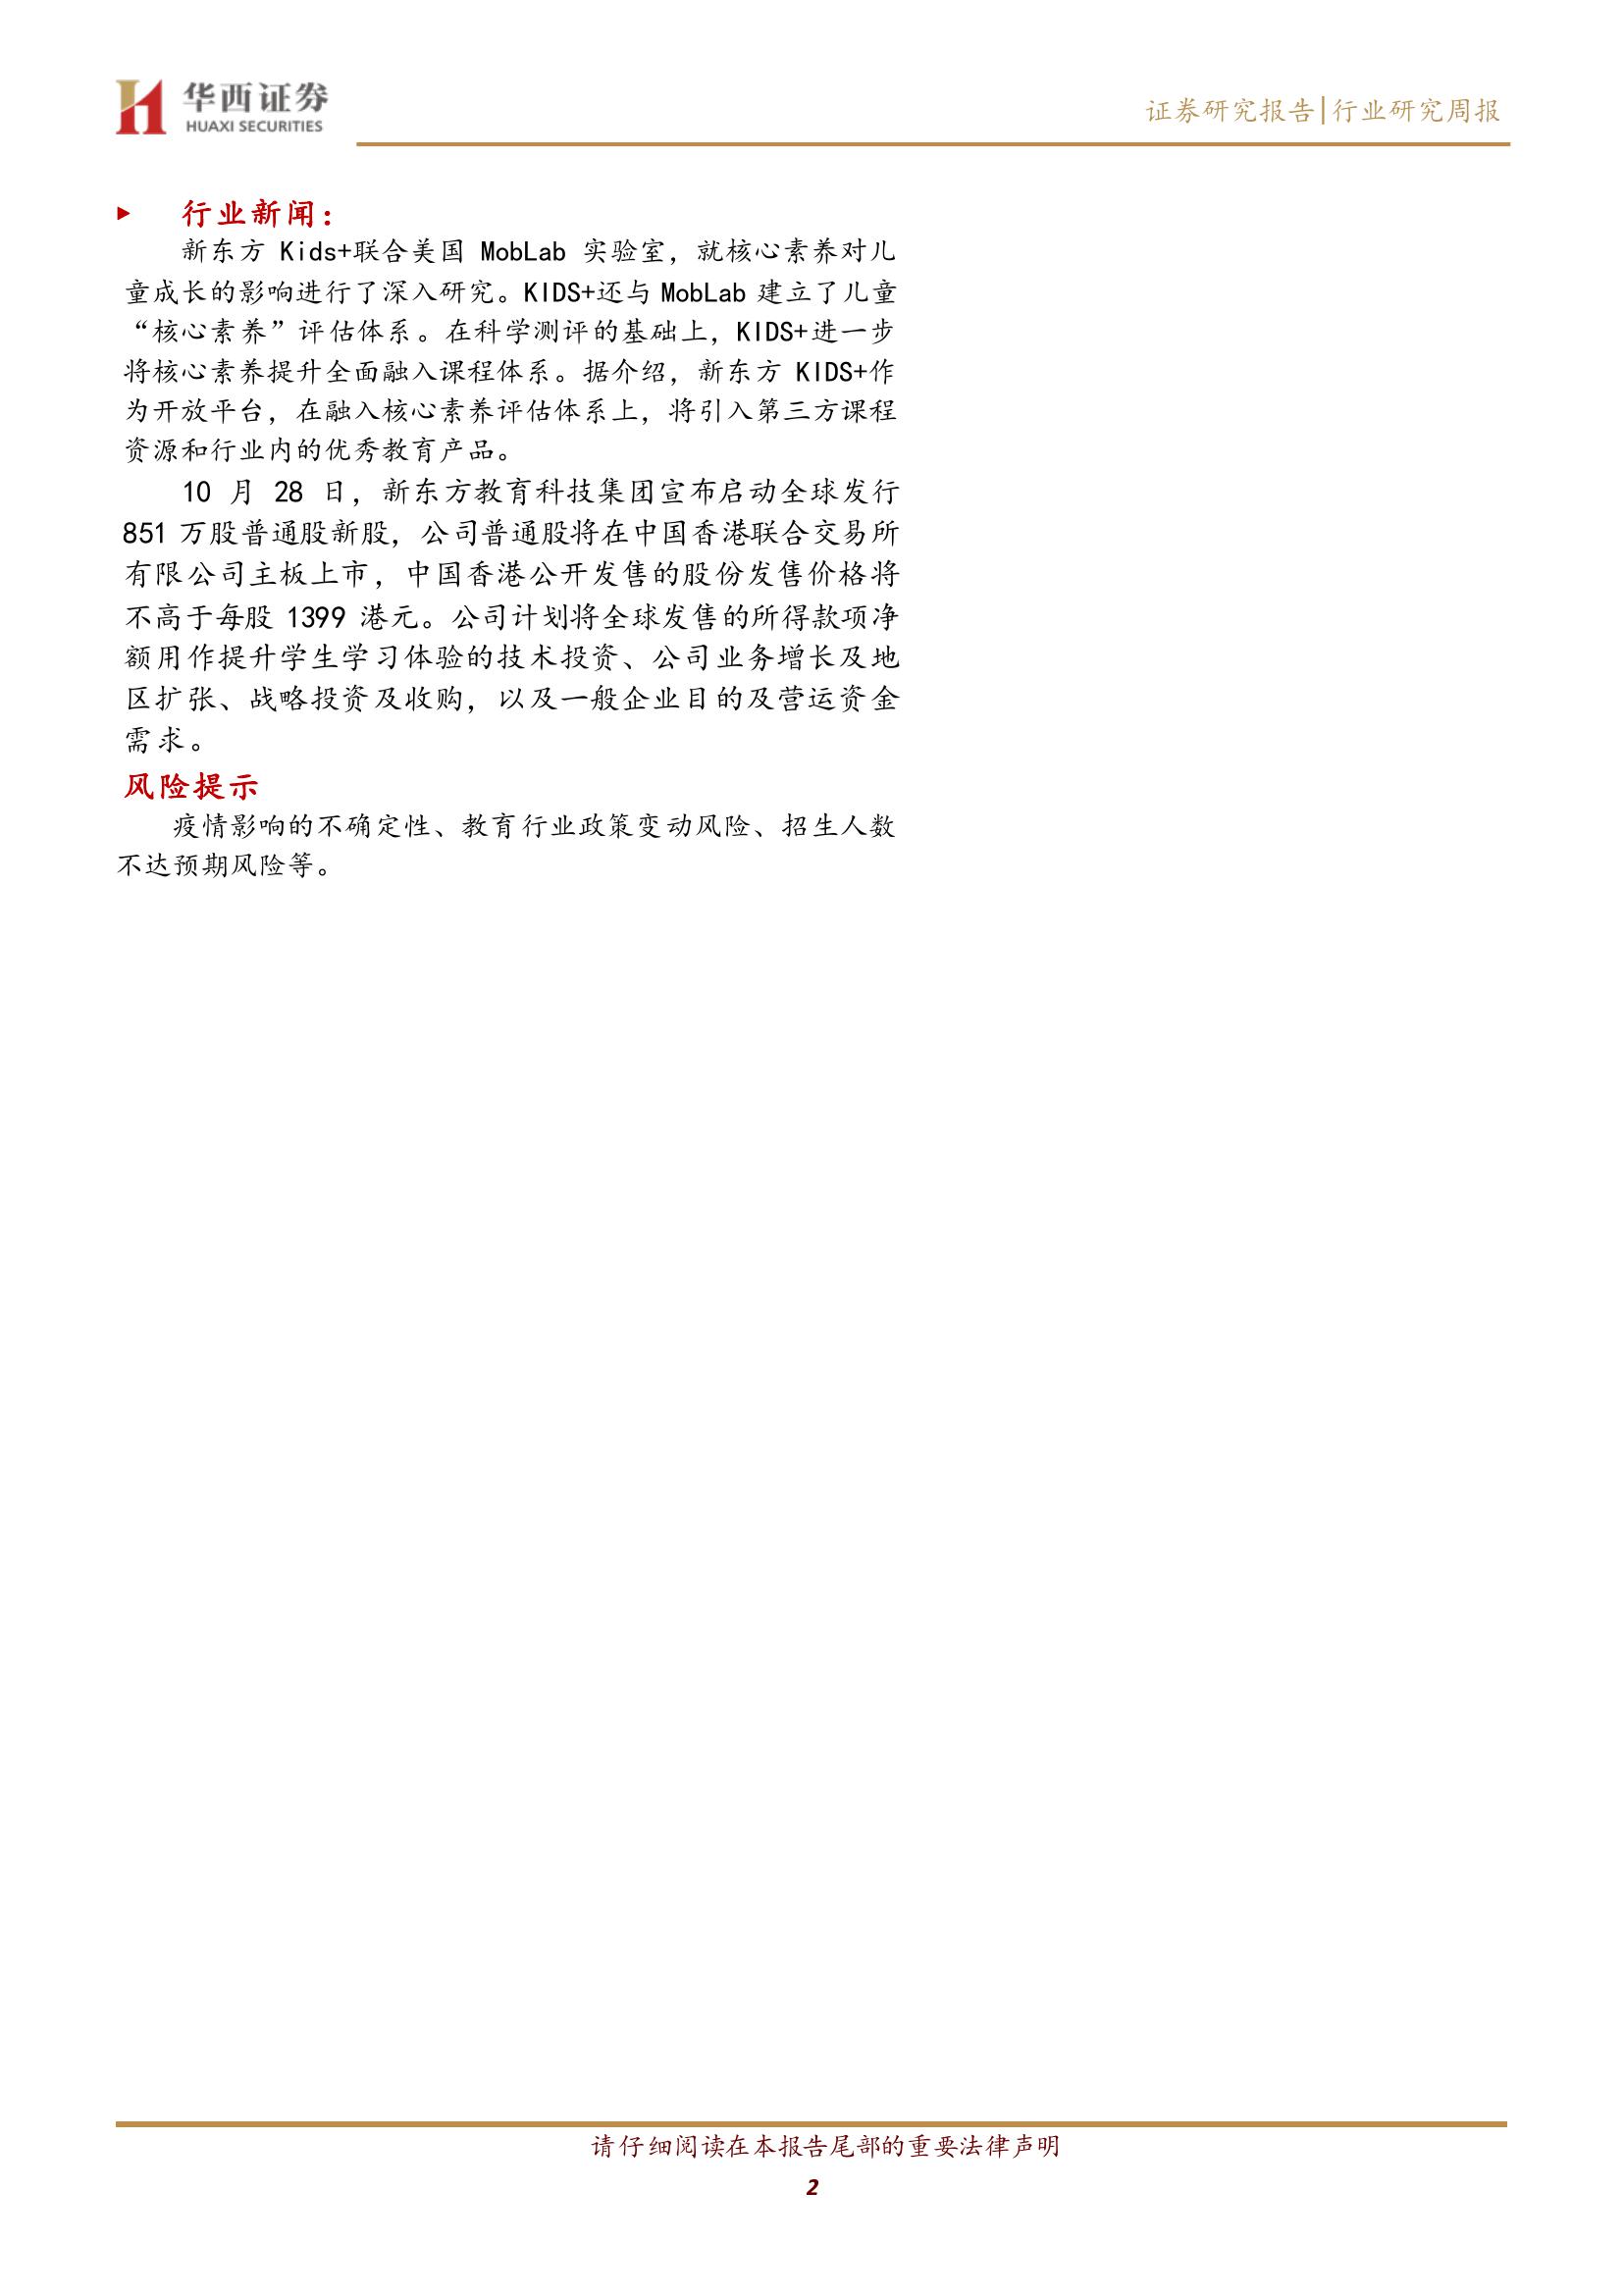 华西证券
HUAXI SECURITIES
证券研究报告|行业研究周报
行业新闻：
新东方 Kids+联合美国 MobLab 实验室，就核心素养对儿
童成长的影响进行了深入研究。KIDS+还与 MobLab 建立了儿童
“核心素养”评估体系。在科学测评的基础上，KIDS+进一步
将核心素养提升全面融入课程体系。据介绍，新东方 KIDS+作
为开放平台，在融入核心素养评估体系上，将引入第三方课程
资源和行业内的优秀教育产品。
10 月 28 日，新东方教育科技集团宣布启动全球发行
851 万股普通股新股，公司普通股将在中国香港联合交易所
有限公司主板上市，中国香港公开发售的股份发售价格将
不高于每股 1399 港元。公司计划将全球发售的所得款项净
额用作提升学生学习体验的技术投资、公司业务增长及地
区扩张、战略投资及收购，以及一般企业目的及营运资金
需求。
风险提示
疫情影响的不确定性、教育行业政策变动风险、招生人数
不达预期风险等。
请仔细阅读在本报告尾部的重要法律声明
2